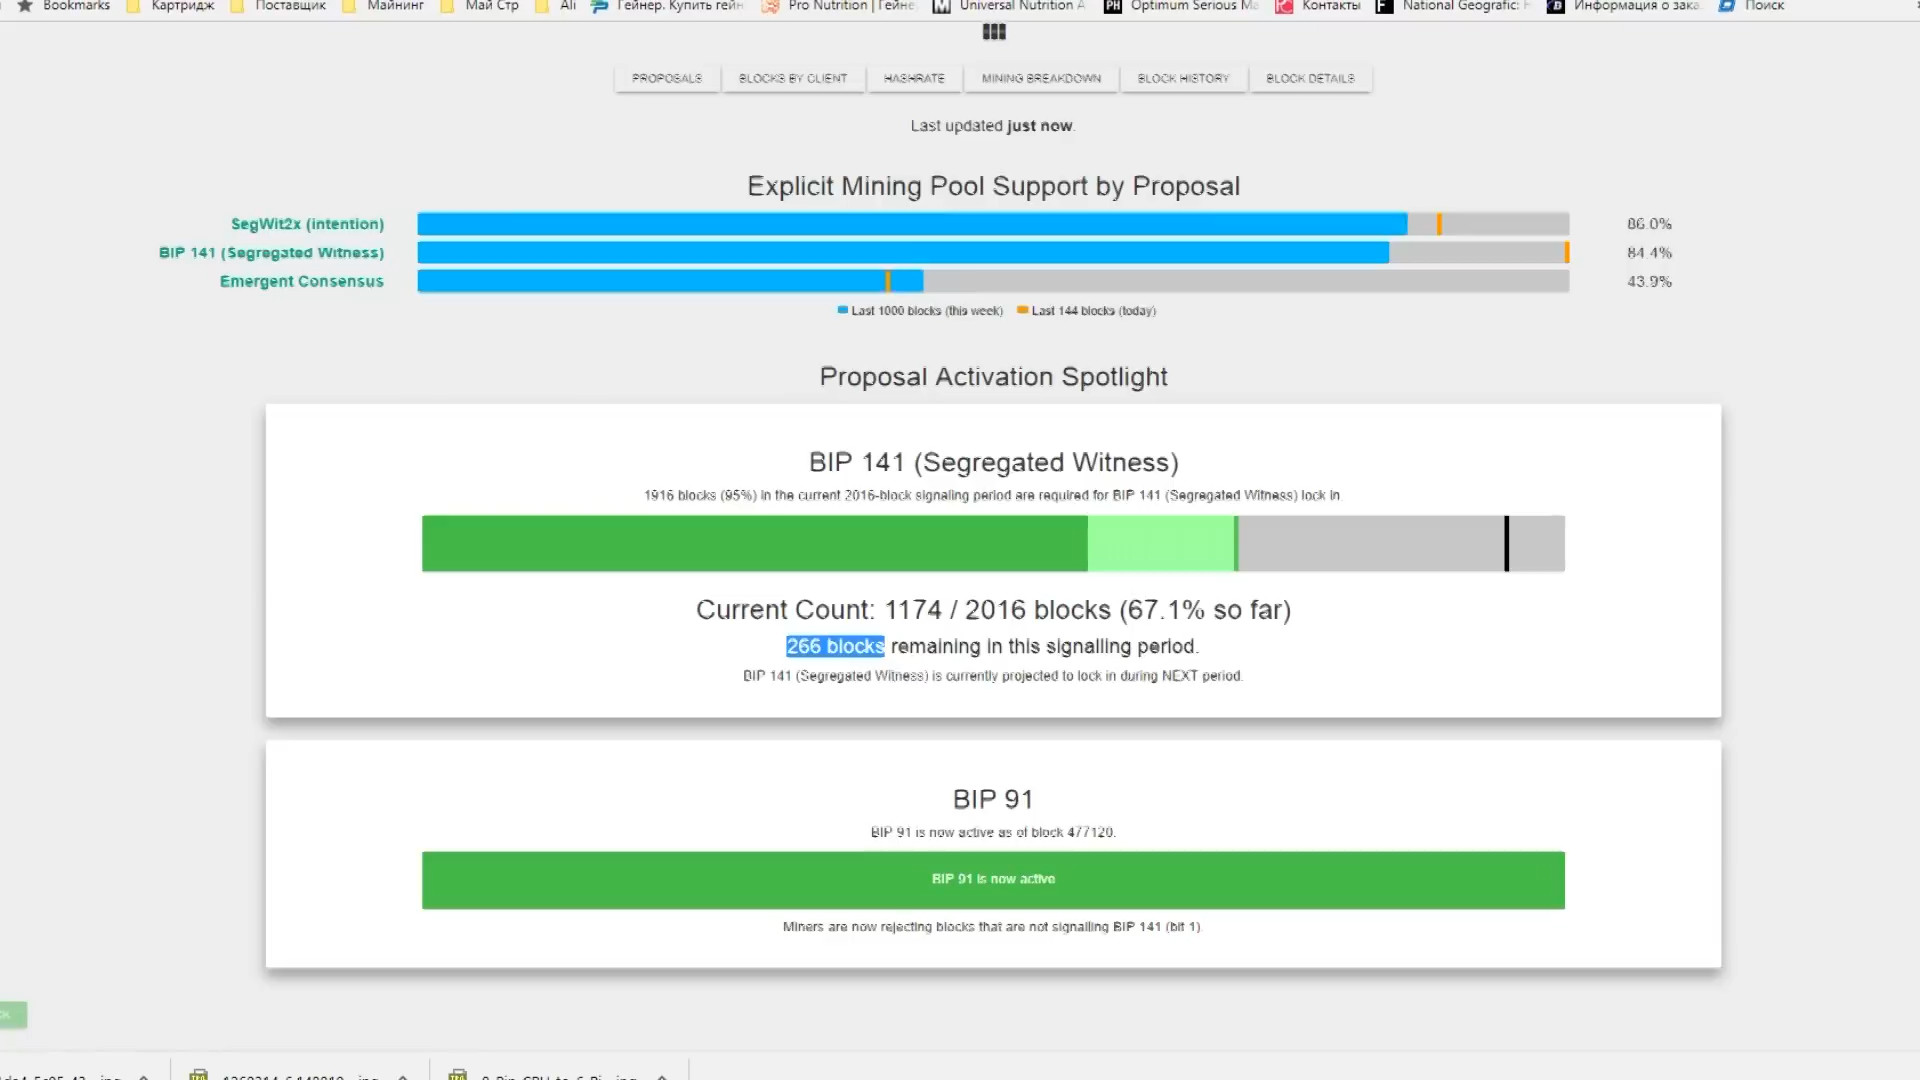 Bookmarks Картридж Поставщик Майнинг Май Стр Ali Гейнер. Купить гейн Pro Nutrition | Гейне Universal Nutrition A Optimum Serious Ma Контакты National Geografic: Информация о зака Поиск
PROPOSALS BLOCKS BY CLIENT HASHRATE MINING BREAKDOWN BLOCK HISTORY BLOCK DETAILS
Last updated just now.
Explicit Mining Pool Support by Proposal
SegWit2x (intention) 86.0%
BIP 141 (Segregated Witness) 84.4%
Emergent Consensus 43.9%
Last 1000 blocks (this week) Last 144 blocks (today)
Proposal Activation Spotlight
BIP 141 (Segregated Witness)
1916 blocks (95%) in the current 2016-block signaling period are required for BIP 141 (Segregated Witness) lock in
Current Count: 1174 / 2016 blocks (67.1% so far)
266 blocks remaining in this signalling period.
BIP 141 (Segregated Witness) is currently projected to lock in during NEXT period.
BIP 91
BIP 91 is now active as of block 477120.
BIP 91 is now active
Miners are now rejecting blocks that are not signalling BIP 141 (bit 1).